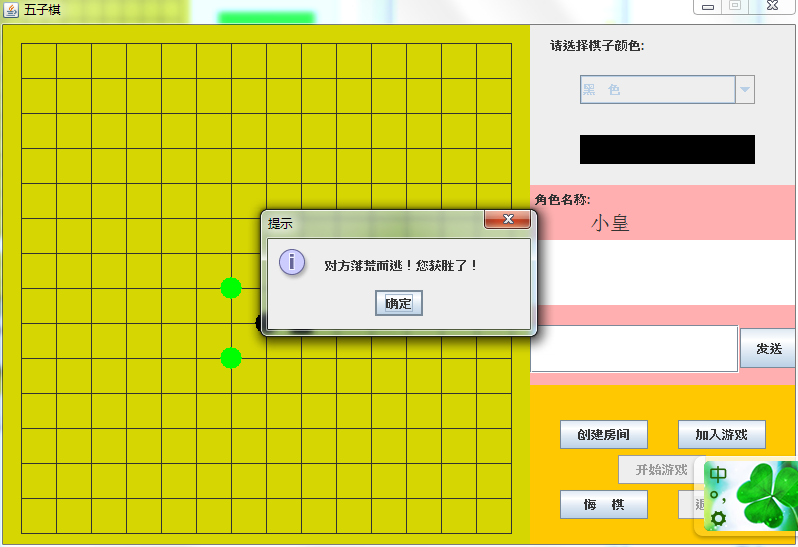 五子棋
请选择棋子颜色:
黑 色
角色名称:
小皇
提示
对方落荒而逃！您获胜了！
确定
发送
创建房间
加入游戏
开始游戏
悔 棋
中